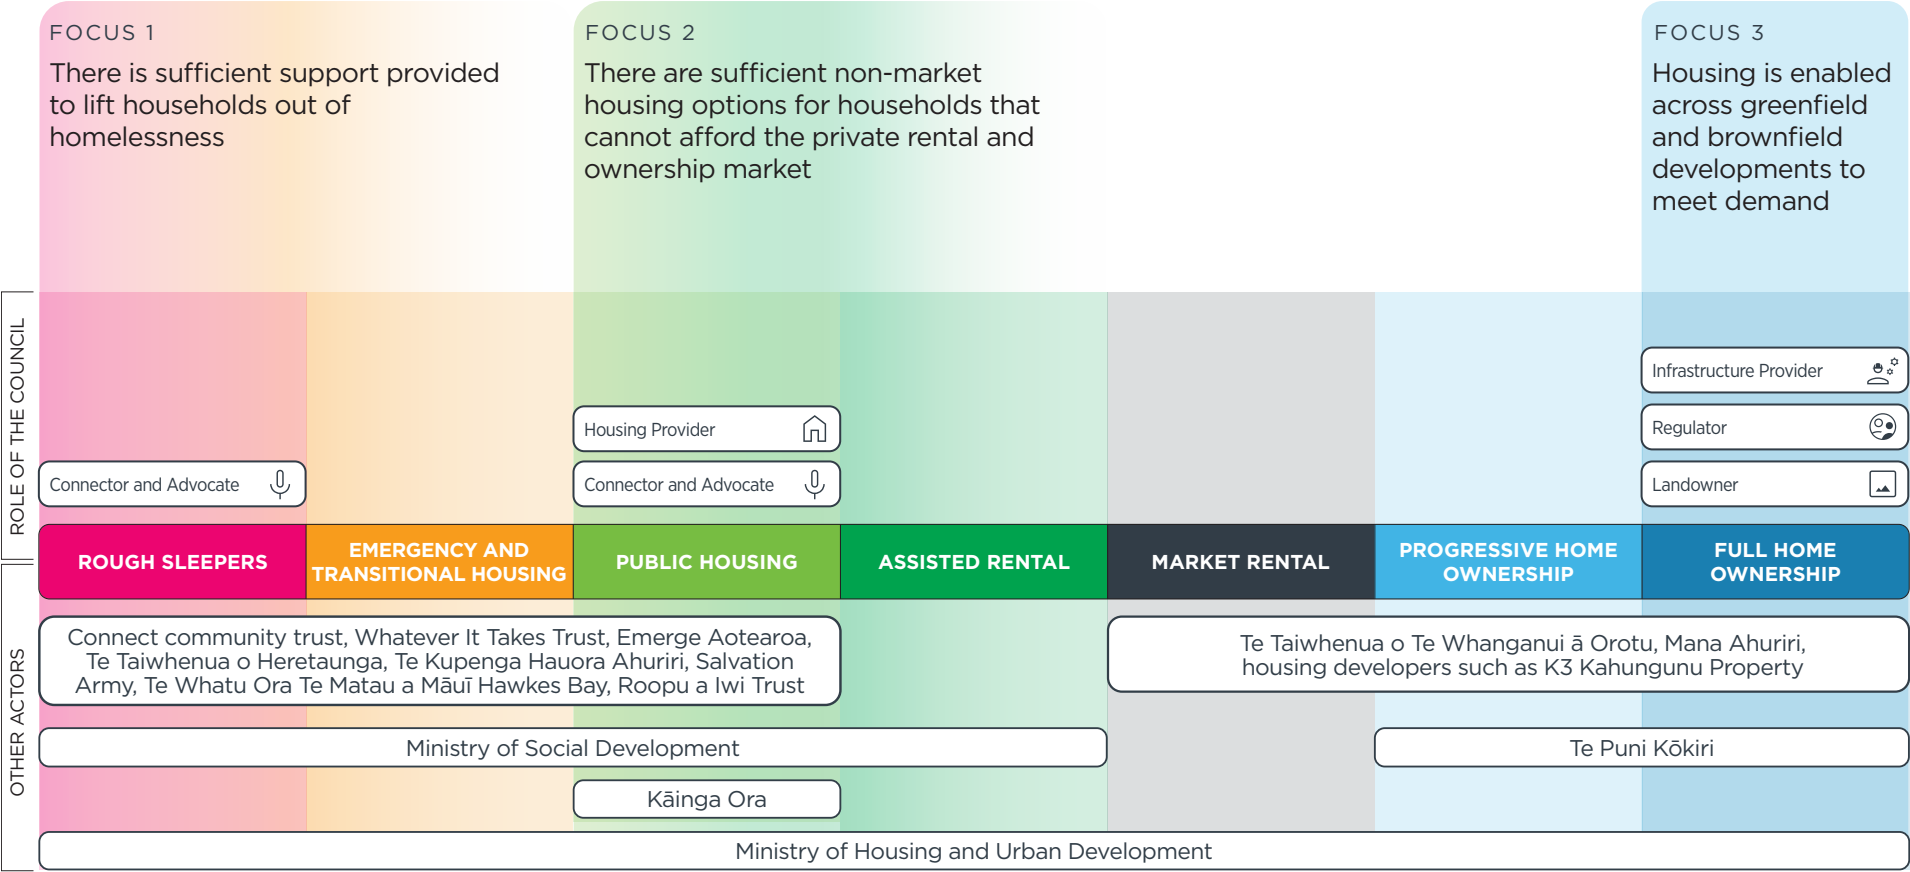 FOCUS 1
There is sufficient support provided
to lift households out of
homelessness
FOCUS 2
There are sufficient non-market
housing options for households that
cannot afford the private rental and
ownership market
FOCUS 3
Housing is enabled
across greenfield
and brownfield
developments to
meet demand
ROLE OF THE COUNCIL
Connector and Advocate
Housing Provider
Connector and Advocate
Infrastructure Provider
Regulator
Landowner
ROUGH SLEEPERS
EMERGENCY AND
TRANSITIONAL HOUSING
PUBLIC HOUSING
ASSISTED RENTAL
MARKET RENTAL
PROGRESSIVE HOME
OWNERSHIP
FULL HOME
OWNERSHIP
OTHER ACTORS
Connect community trust, Whatever It Takes Trust, Emerge Aotearoa,
Te Taiwhenua o Heretaunga, Te Kupenga Hauora Ahuriri, Salvation
Army, Te Whatu Ora Te Matau a Māuī Hawkes Bay, Roopu a Iwi Trust
Te Taiwhenua o Te Whanganui ā Orotu, Mana Ahuriri,
housing developers such as K3 Kahungunu Property
Ministry of Social Development
Te Puni Kōkiri
Kāinga Ora
Ministry of Housing and Urban Development